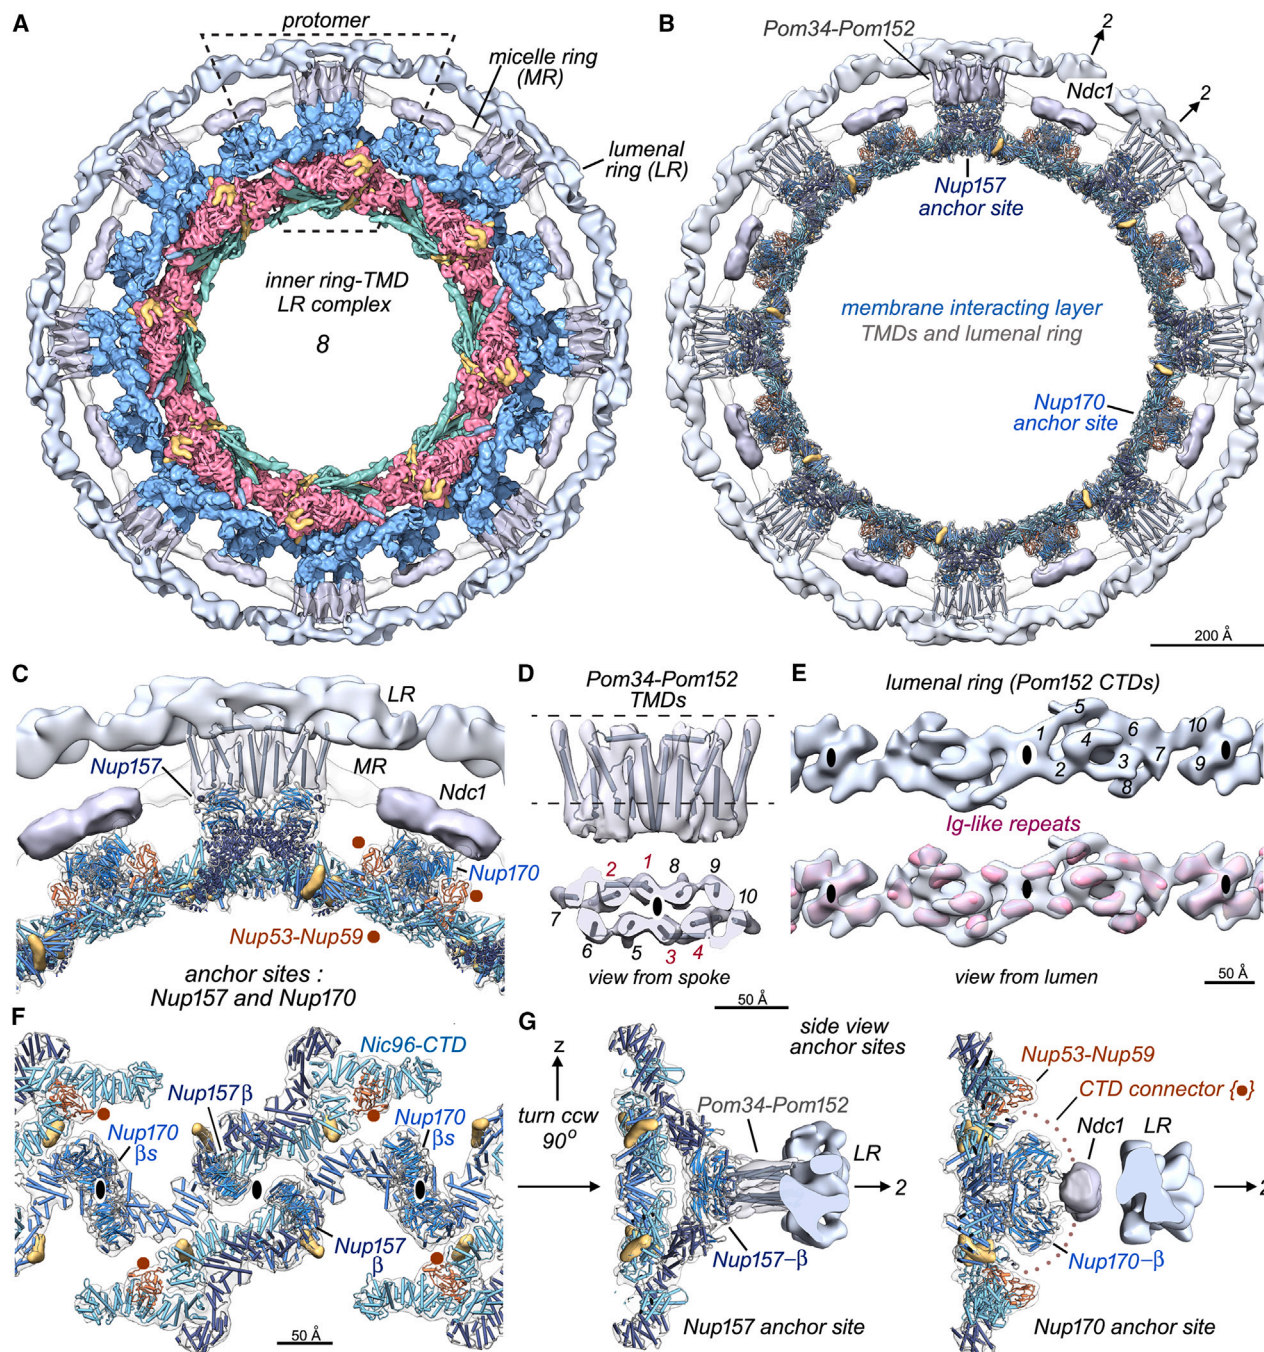 A
protomer
micelle ring
(MR)
lumenal
ring (LR)
inner ring-TMD
LR complex
8
B
Pom34-Pom152
2
Ndc1
2
Nup157
anchor site
membrane interacting layer
TMDs and lumenal ring
Nup170
anchor site
200 Å
C
LR
Nup157
MR
Ndc1
Nup170
Nup53-Nup59
anchor sites :
Nup157 and Nup170
D
Pom34-Pom152
TMDs
2 1 8 9
7 10
6 5 3 4
view from spoke
50 Å
E
lumenal ring (Pom152 CTDs)
5
1 6 10
4
3 7
2 9
8
Ig-like repeats
view from lumen
50 Å
F
Nic96-CTD
Nup157β
Nup170
βs
Nup170
βs
Nup157
β
50 Å
G
side view
anchor sites
z
turn ccw
90º
Pom34-Pom152
LR
2
Nup157–β
Nup157 anchor site
Nup53-Nup59
CTD connector {●}
Ndc1
LR
2
Nup170–β
Nup170 anchor site